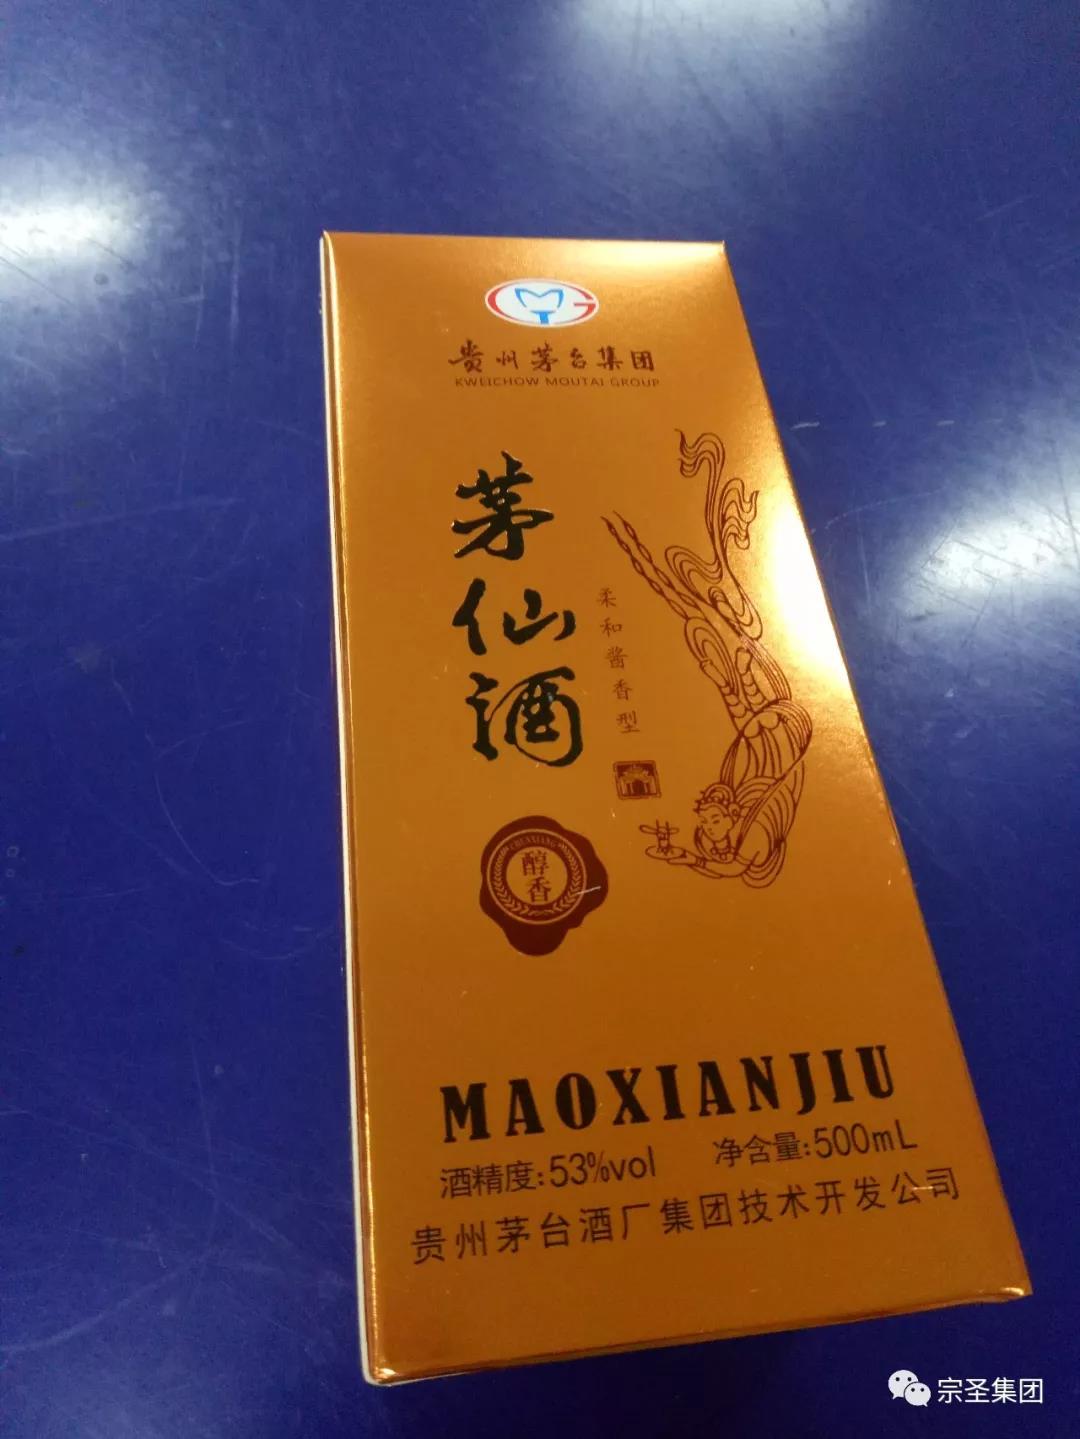 贵州茅台集团
KWEICHOW MOUTAI GROUP
茅仙酒
柔和酱香型
CHUNXIANG
醇香
MAOXIANJIU
酒精度:53%vol 净含量:500mL
贵州茅台酒厂集团技术开发公司
宗圣集团